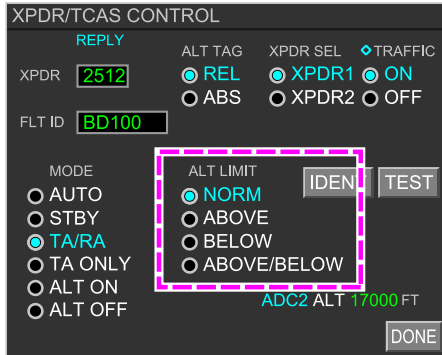 XPDR/TCAS CONTROL
REPLY
XPDR 2512
FLT ID BD100
ALT TAG
REL
ABS
XPDR SEL
XPDR1
XPDR2
TRAFFIC
ON
OFF
MODE
AUTO
STBY
TA/RA
TA ONLY
ALT ON
ALT OFF
ALT LIMIT
NORM
ABOVE
BELOW
ABOVE/BELOW
IDENT
TEST
ADC2 ALT 17000 FT
DONE